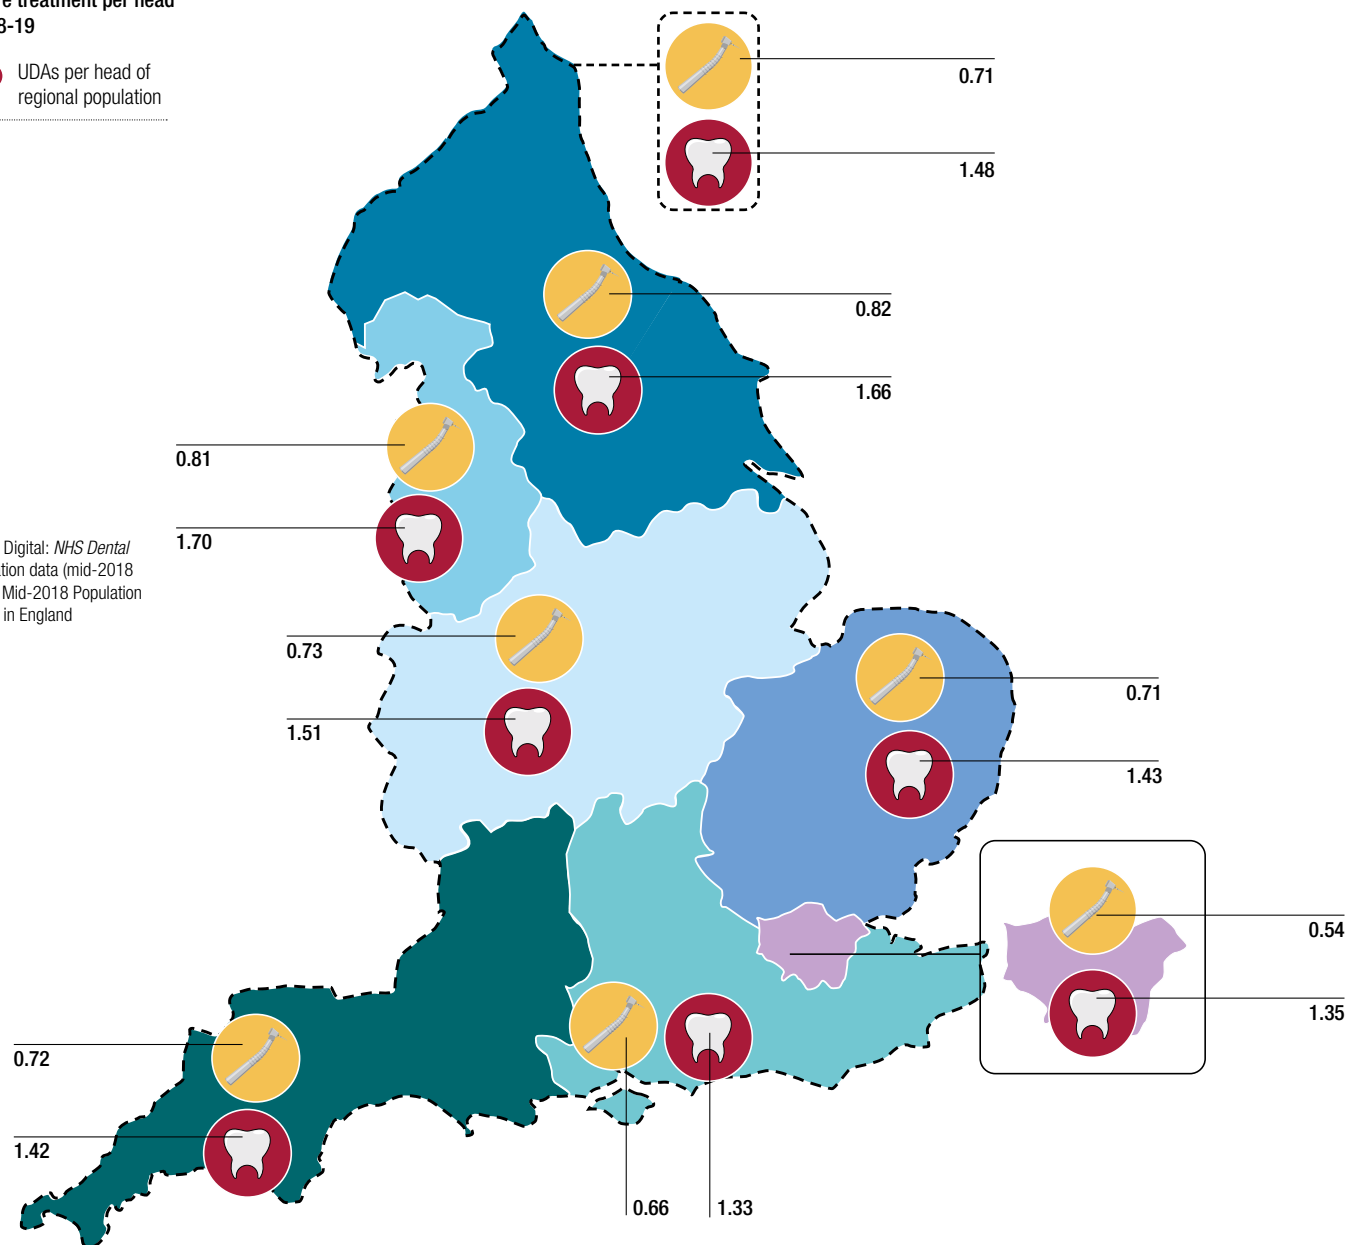 treatment per head
8-19
UDAs per head of
regional population
0.71
1.48
0.82
1.66
0.81
1.70
Digital: NHS Dental
ation data (mid-2018
Mid-2018 Population
in England
0.73
1.51
0.71
1.43
0.54
1.35
0.72
1.42
0.66
1.33